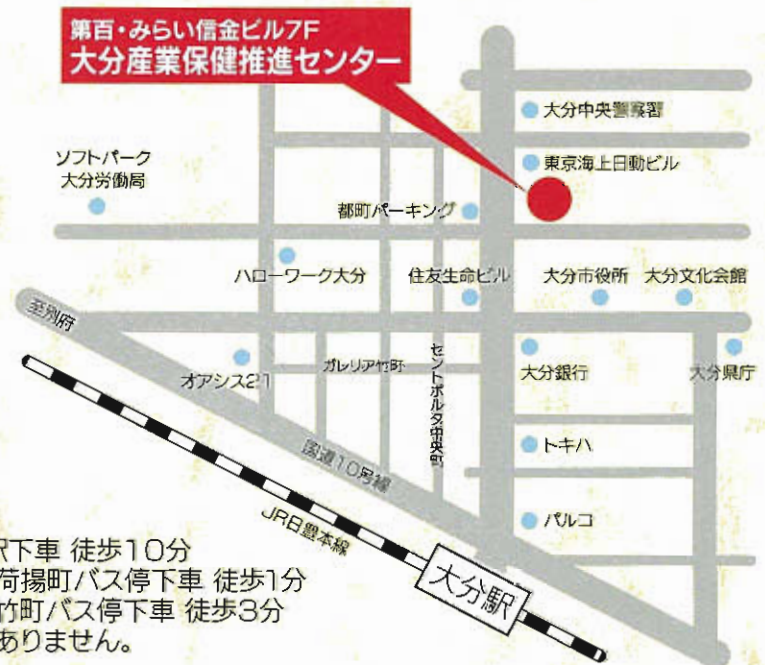 第百・みらい信金ビル7F
大分産業保健推進センター
大分中央警察署
東京海上日動ビル
ソフトパーク
大分労働局
都町パーキング
ハローワーク大分
住友生命ビル
大分市役所
大分文化会館
至別府
オアシス21
ガレリア竹町
セントポルタ中央町
大分銀行
大分県庁
国道10号線
トキハ
JR日豊本線
パルコ
大分駅
駅下車 徒歩10分
荷揚町バス停下車 徒歩1分
竹町バス停下車 徒歩3分
ありません。